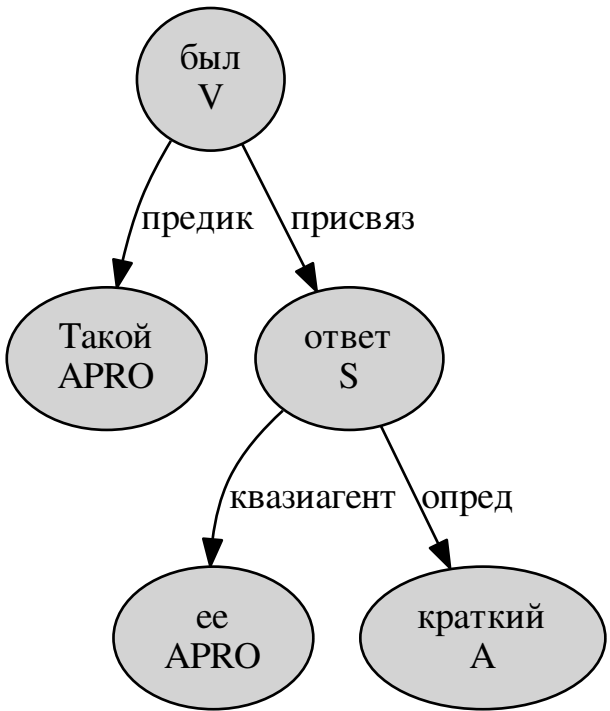 был
V
предик присвяз
Такой
APRO
ответ
S
квазиагент опред
ее
APRO
краткий
A